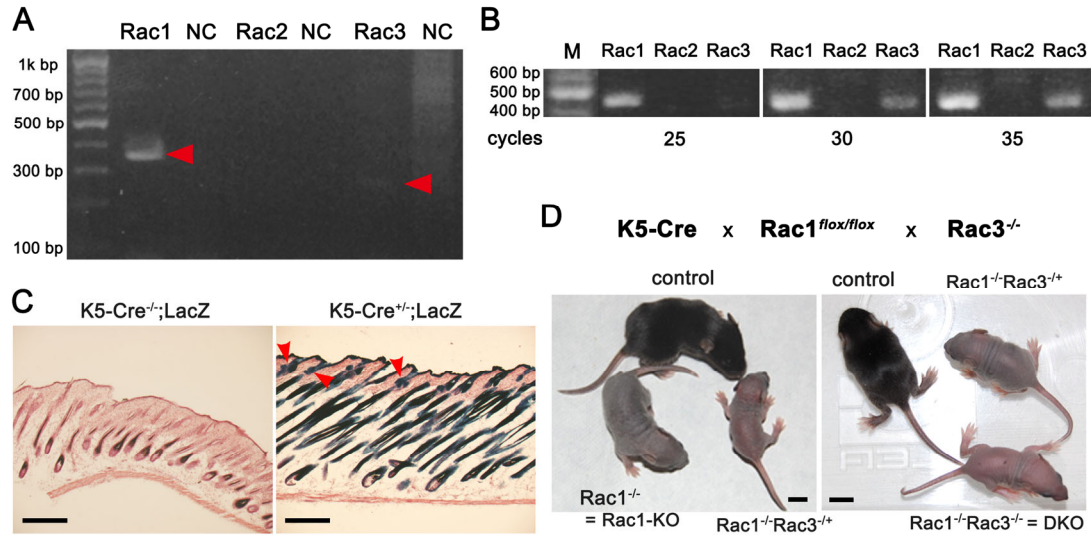 A
Rac1 NC Rac2 NC Rac3 NC
1k bp
700 bp
500 bp
300 bp
100 bp
B
M Rac1 Rac2 Rac3 Rac1 Rac2 Rac3 Rac1 Rac2 Rac3
600 bp
500 bp
400 bp
cycles 25 30 35
C
K5-Cre-/-;LacZ K5-Cre+/-;LacZ
D
K5-Cre x Rac1flox/flox x Rac3-/-
control
control Rac1-/-Rac3-/+
Rac1-/-
= Rac1-KO
Rac1-/-Rac3-/+
Rac1-/-Rac3-/- = DKO